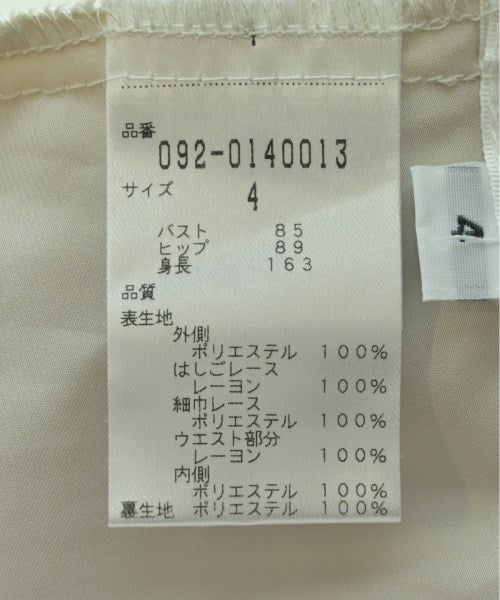 品番
092-0140013
サイズ
4
バスト 85
ヒップ 89
身長 163
品質
表生地
外側
ポリエステル 100%
はしごレース
レーヨン 100%
細巾レース
ポリエステル 100%
ウエスト部分
レーヨン 100%
内側
ポリエステル 100%
裏生地 ポリエステル 100%
4